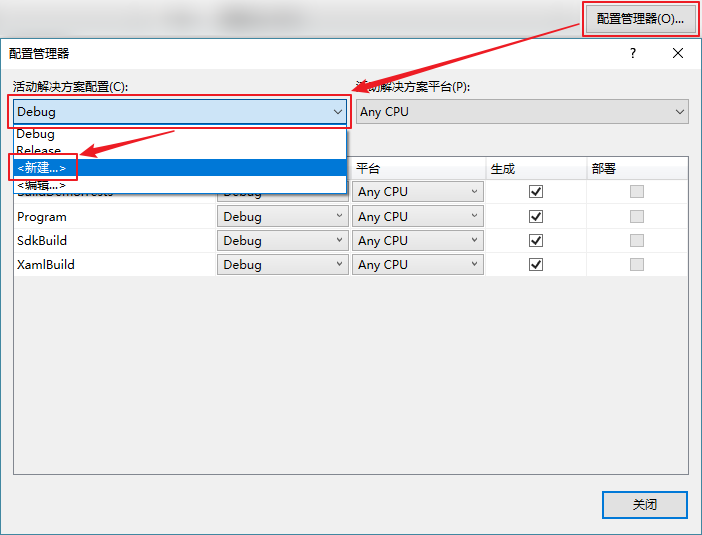 配置管理器(O)...
配置管理器
?
活动解决方案配置(C):
活动解决方案平台(P):
Debug
Any CPU
Debug
Release
<新建...>
<编辑...>
平台
生成
部署
Debug
Any CPU
Program
Debug
Any CPU
SdkBuild
Debug
Any CPU
XamlBuild
Debug
Any CPU
关闭